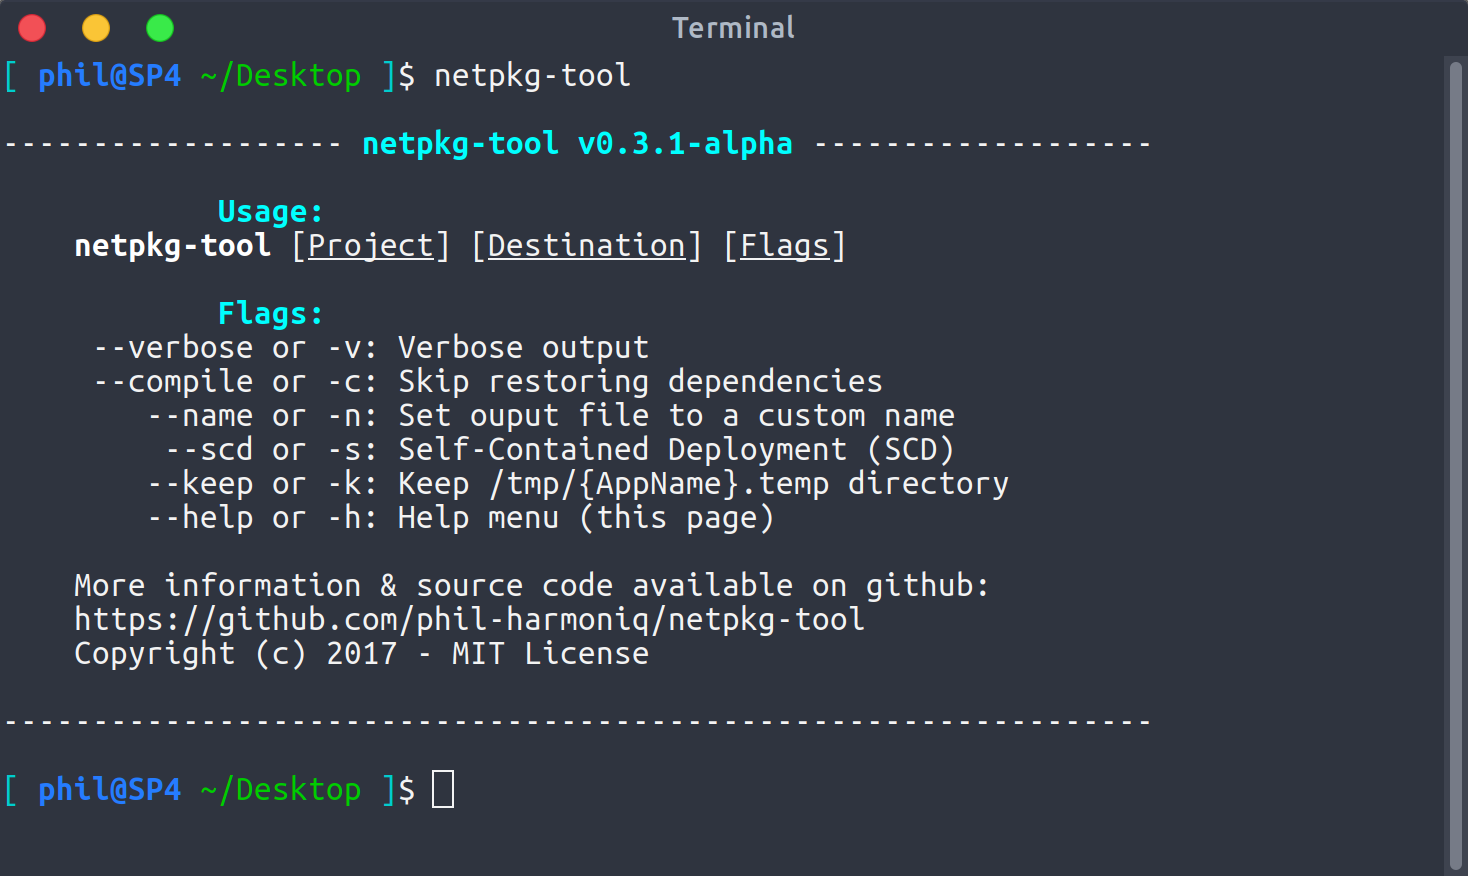 Terminal
[ phil@SP4 ~/Desktop ]$ netpkg-tool
------------------- netpkg-tool v0.3.1-alpha -------------------
Usage:
netpkg-tool [Project] [Destination] [Flags]
Flags:
--verbose or -v: Verbose output
--compile or -c: Skip restoring dependencies
--name or -n: Set ouput file to a custom name
--scd or -s: Self-Contained Deployment (SCD)
--keep or -k: Keep /tmp/{AppName}.temp directory
--help or -h: Help menu (this page)
More information & source code available on github:
https://github.com/phil-harmoniq/netpkg-tool
Copyright (c) 2017 - MIT License
----------------------------------------------------------------
[ phil@SP4 ~/Desktop ]$